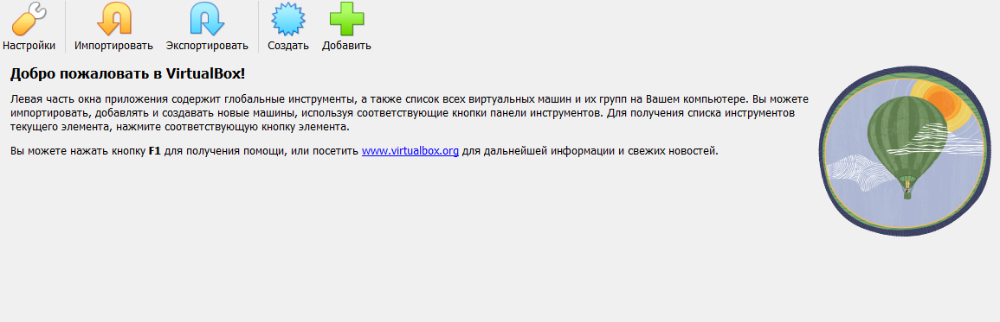 Настройки Импортировать Экспортировать Создать Добавить
Добро пожаловать в VirtualBox!
Левая часть окна приложения содержит глобальные инструменты, а также список всех виртуальных машин и их групп на Вашем компьютере. Вы можете
импортировать, добавлять и создавать новые машины, используя соответствующие кнопки панели инструментов. Для получения списка инструментов
текущего элемента, нажмите соответствующую кнопку элемента.
Вы можете нажать кнопку F1 для получения помощи, или посетить www.virtualbox.org для дальнейшей информации и свежих новостей.